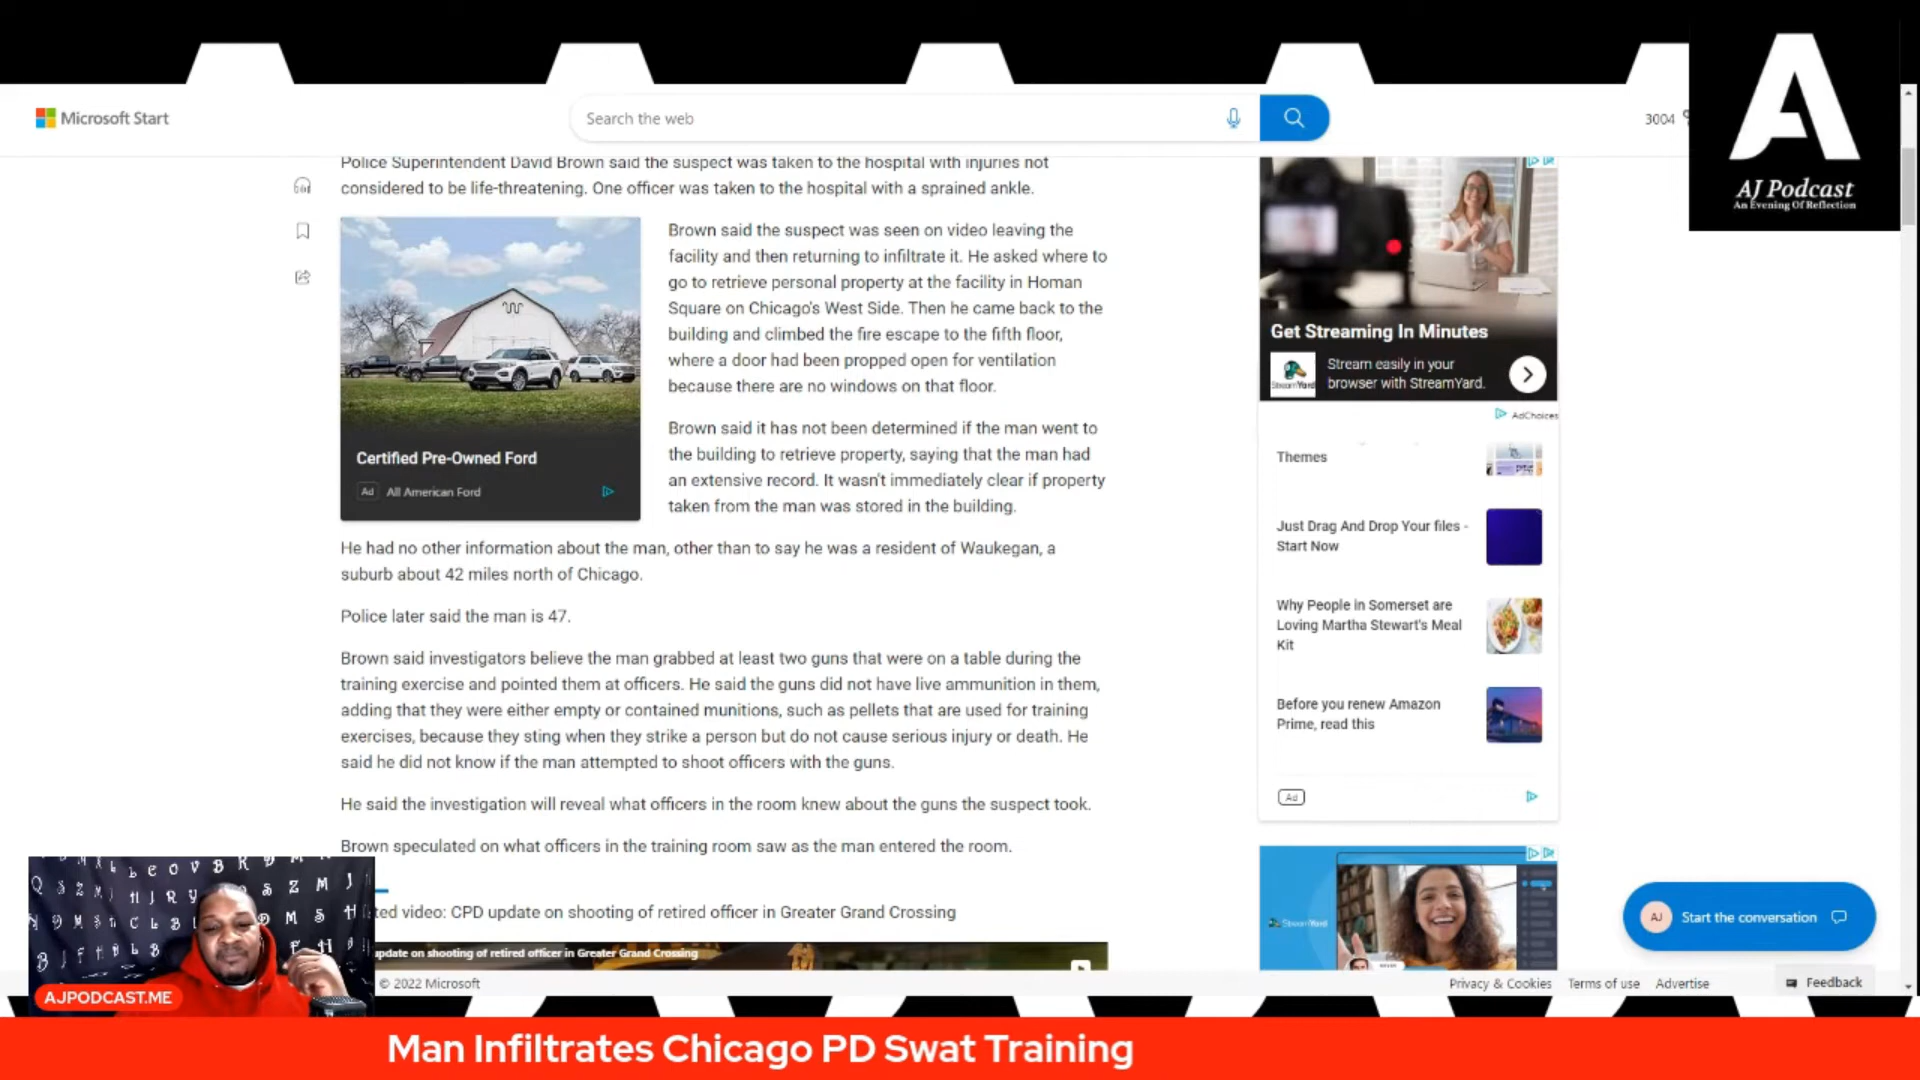 Microsoft Start
Search the web
3004
A
AJ Podcast
An Evening Of Reflection
Police Superintendent David Brown said the suspect was taken to the hospital with injuries not
considered to be life-threatening. One officer was taken to the hospital with a sprained ankle.
Brown said the suspect was seen on video leaving the
facility and then returning to infiltrate it. He asked where to
go to retrieve personal property at the facility in Homan
Square on Chicago's West Side. Then he came back to the
building and climbed the fire escape to the fifth floor,
where a door had been propped open for ventilation
because there are no windows on that floor.
Certified Pre-Owned Ford
Ad All American Ford
Brown said it has not been determined if the man went to
the building to retrieve property, saying that the man had
an extensive record. It wasn't immediately clear if property
taken from the man was stored in the building.
He had no other information about the man, other than to say he was a resident of Waukegan, a
suburb about 42 miles north of Chicago.
Police later said the man is 47.
Brown said investigators believe the man grabbed at least two guns that were on a table during the
training exercise and pointed them at officers. He said the guns did not have live ammunition in them,
adding that they were either empty or contained munitions, such as pellets that are used for training
exercises, because they sting when they strike a person but do not cause serious injury or death. He
said he did not know if the man attempted to shoot officers with the guns.
He said the investigation will reveal what officers in the room knew about the guns the suspect took.
Brown speculated on what officers in the training room saw as the man entered the room.
ted video: CPD update on shooting of retired officer in Greater Grand Crossing
update on shooting of retired officer in Greater Grand Crossing
© 2022 Microsoft
Get Streaming In Minutes
StreamYard
Stream easily in your
browser with StreamYard.
AdChoices
Themes
Just Drag And Drop Your files -
Start Now
Why People in Somerset are
Loving Martha Stewart's Meal
Kit
Before you renew Amazon
Prime, read this
Ad
StreamYard
AJ Start the conversation
Privacy & Cookies Terms of use Advertise
Feedback
AJPODCAST.ME
Man Infiltrates Chicago PD Swat Training